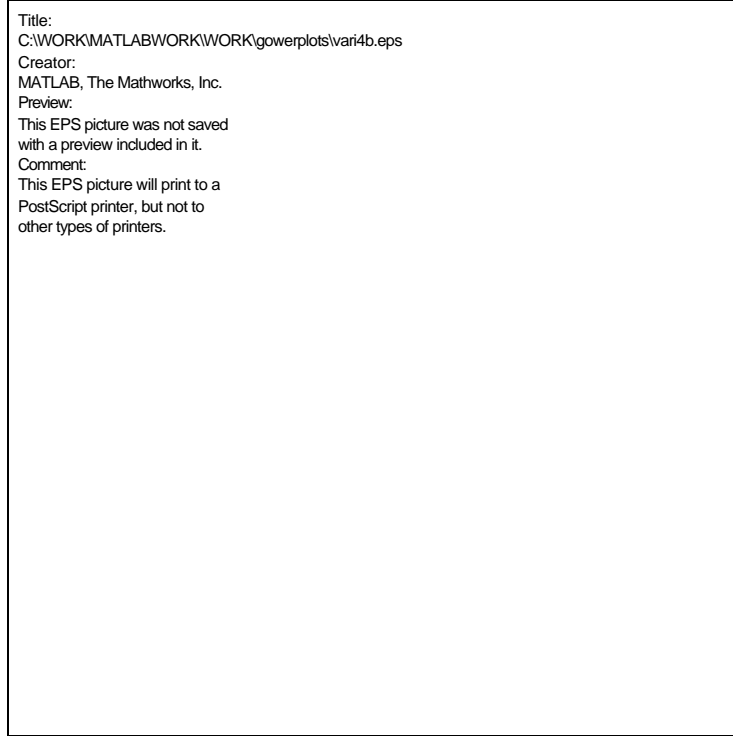 Title:
C:\WORK\MATLABWORK\WORK\gowerplots\vari4b.eps
Creator:
MATLAB, The Mathworks, Inc.
Preview:
This EPS picture was not saved
with a preview included in it.
Comment:
This EPS picture will print to a
PostScript printer, but not to
other types of printers.